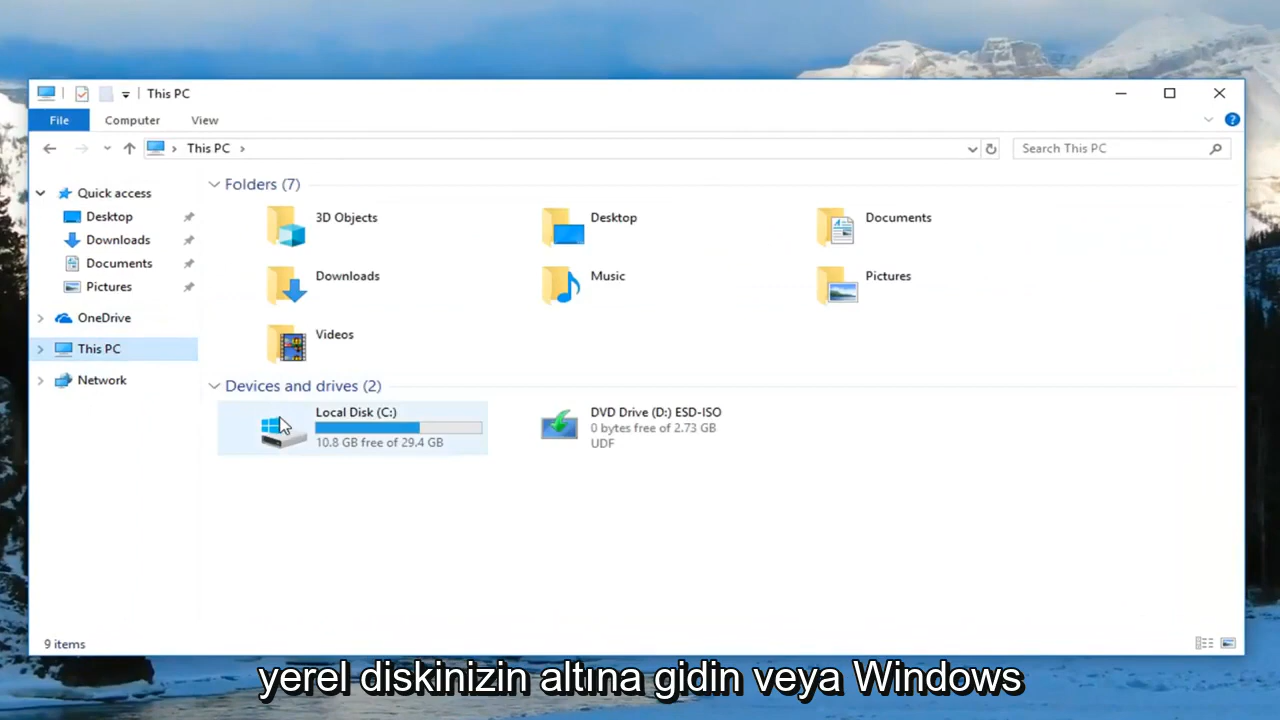 This PC
File Computer View
This PC
Search This PC
Quick access
Desktop
Downloads
Documents
Pictures
OneDrive
This PC
Network
Folders (7)
3D Objects
Desktop
Documents
Downloads
Music
Pictures
Videos
Devices and drives (2)
Local Disk (C:)
10.8 GB free of 29.4 GB
DVD Drive (D:) ESD-ISO
0 bytes free of 2.73 GB
UDF
9 items
yerel diskinizin altına gidin veya Windows